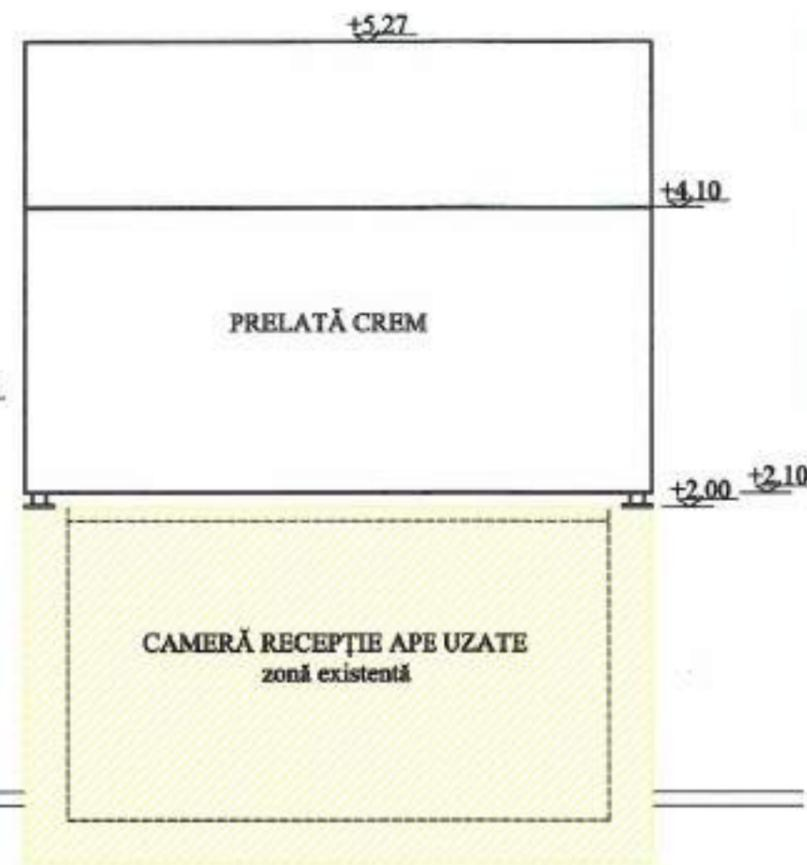 +5,27
+4,10
PRELATĂ CREM
+2,00
+2,10
CAMERĂ RECEPȚIE APE UZATE
zonă existentă